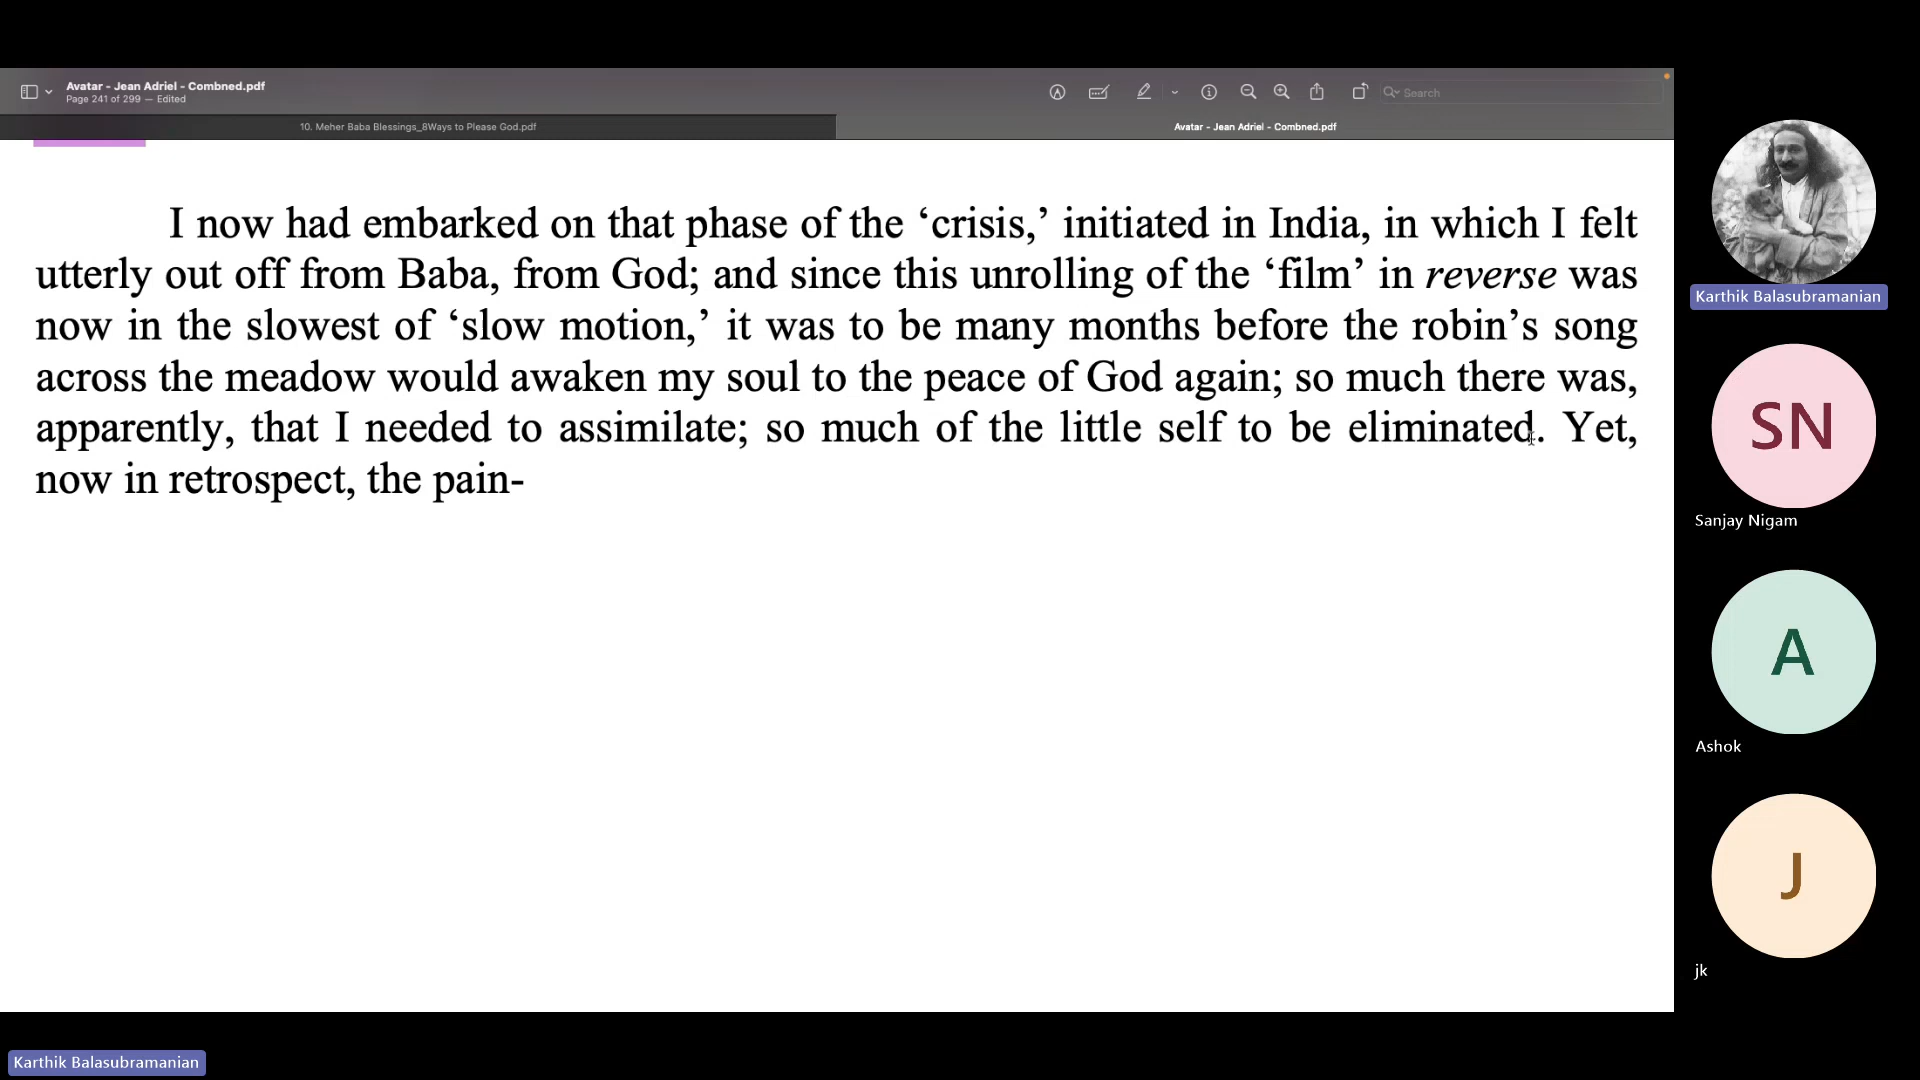 Avatar - Jean Adriel - Combned.pdf
Page 241 of 299 — Edited
Search
10. Meher Baba Blessings_8Ways to Please God.pdf
Avatar - Jean Adriel - Combned.pdf
I now had embarked on that phase of the ‘crisis,’ initiated in India, in which I felt
utterly out off from Baba, from God; and since this unrolling of the ‘film’ in reverse was
now in the slowest of ‘slow motion,’ it was to be many months before the robin’s song
across the meadow would awaken my soul to the peace of God again; so much there was,
apparently, that I needed to assimilate; so much of the little self to be eliminated. Yet,
now in retrospect, the pain-
Karthik Balasubramanian
SN
Sanjay Nigam
A
Ashok
J
jk
Karthik Balasubramanian